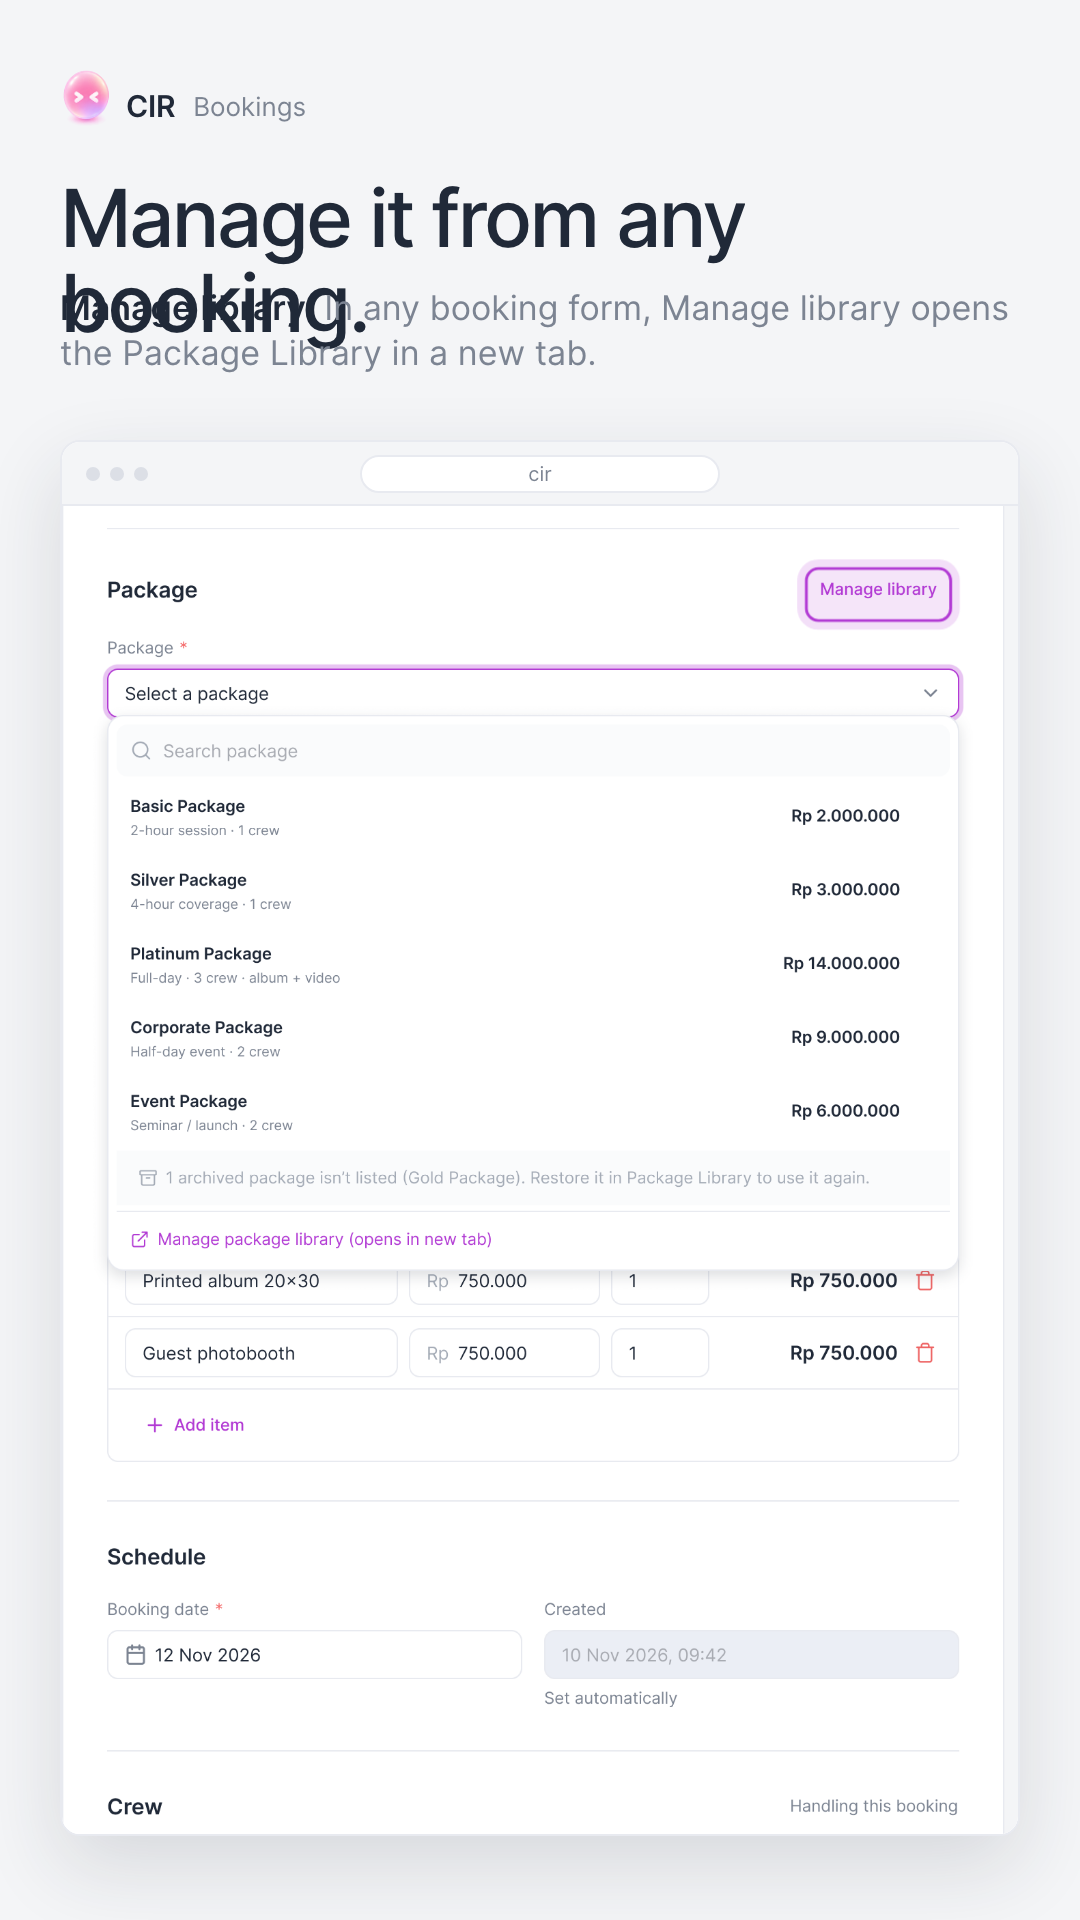 CIR Bookings
Manage it from any
booking.
Manage library. In any booking form, Manage library opens
the Package Library in a new tab.
cir
Package
Manage library
Package *
Select a package
Search package
Basic Package
2-hour session · 1 crew
Rp 2.000.000
Silver Package
4-hour coverage · 1 crew
Rp 3.000.000
Platinum Package
Full-day · 3 crew · album + video
Rp 14.000.000
Corporate Package
Half-day event · 2 crew
Rp 9.000.000
Event Package
Seminar / launch · 2 crew
Rp 6.000.000
1 archived package isn't listed (Gold Package). Restore it in Package Library to use it again.
Manage package library (opens in new tab)
Printed album 20×30 Rp 750.000 1 Rp 750.000
Guest photobooth Rp 750.000 1 Rp 750.000
+ Add item
Schedule
Booking date *
12 Nov 2026
Created
10 Nov 2026, 09:42
Set automatically
Crew
Handling this booking